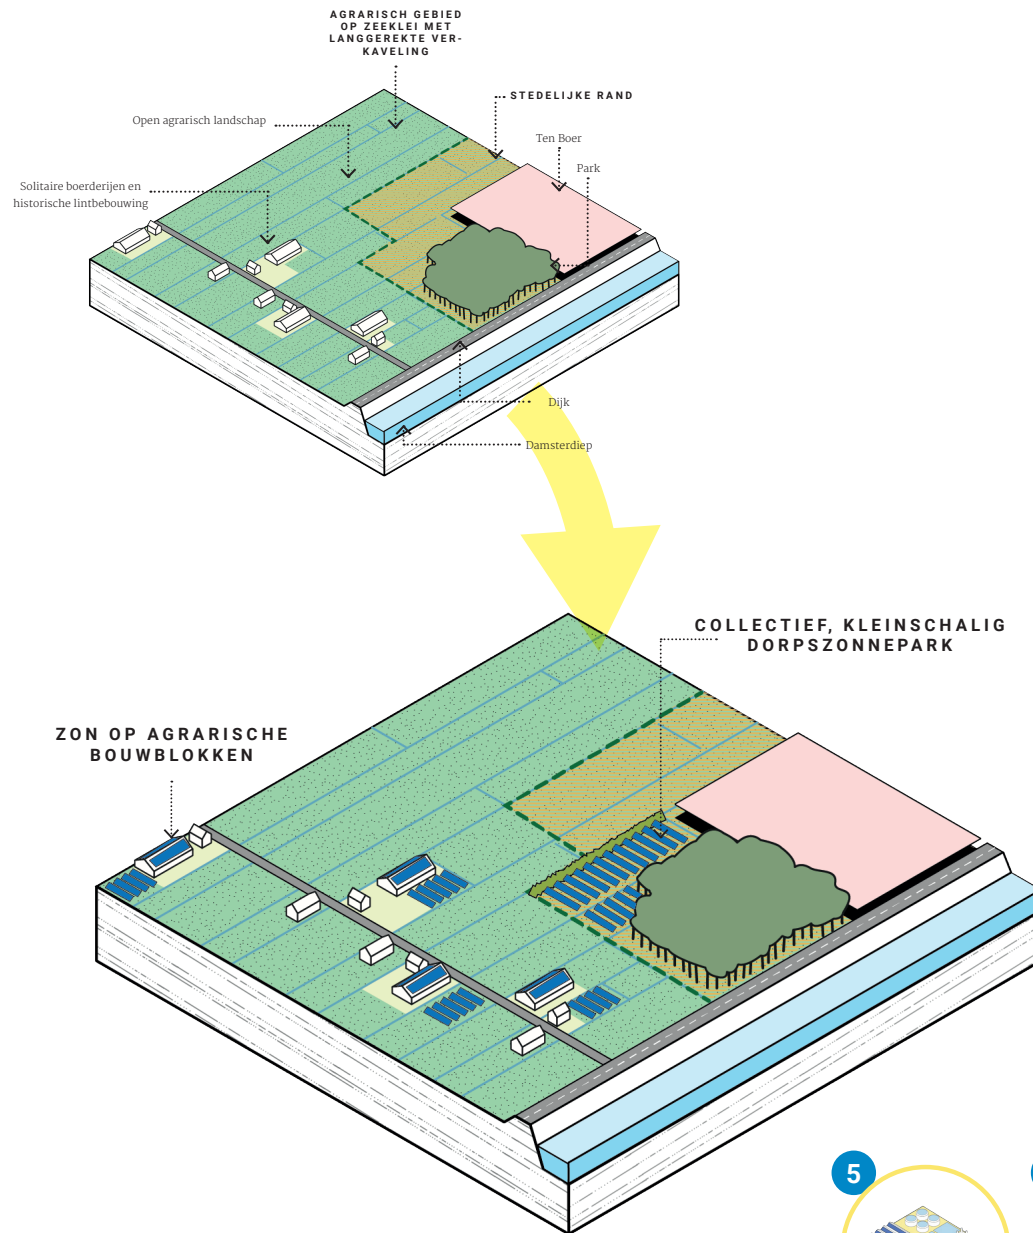 AGRARISCH GEBIED
OP ZEEKLEI MET
LANGGEREKTE VER-
KAVELING
STEDELIJKE RAND
Open agrarisch landschap
Ten Boer
Park
Solitaire boerderijen en
historische lintbebouwing
Dijk
Damsterdiep
COLLECTIEF, KLEINSCHALIG
DORPSZONNEPARK
ZON OP AGRARISCHE
BOUWBLOKKEN
5